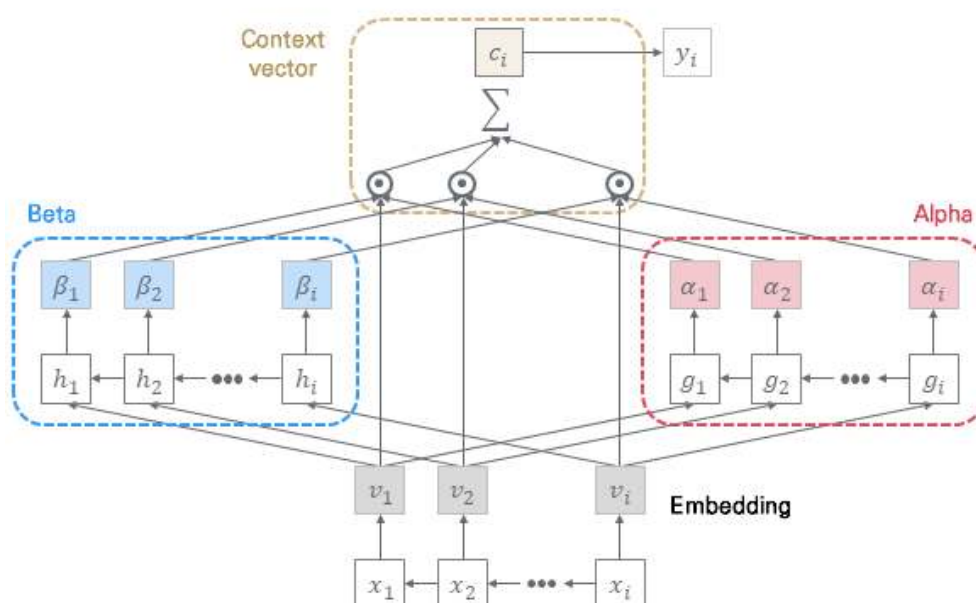 Context
vector
c_i
y_i
∑
⊙ ⊙ ⊙
Beta
Alpha
β_1 β_2 β_i
α_1 α_2 α_i
h_1 h_2 ••• h_i
g_1 g_2 ••• g_i
v_1 v_2 v_i
Embedding
x_1 x_2 ••• x_i